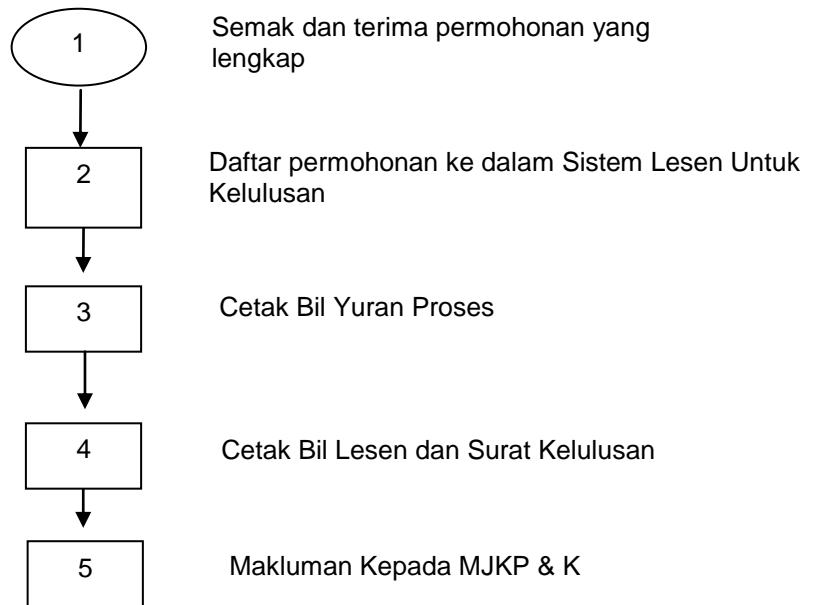 1
Semak dan terima permohonan yang
lengkap
2
Daftar permohonan ke dalam Sistem Lesen Untuk
Kelulusan
3
Cetak Bil Yuran Proses
4
Cetak Bil Lesen dan Surat Kelulusan
5
Makluman Kepada MJKP & K